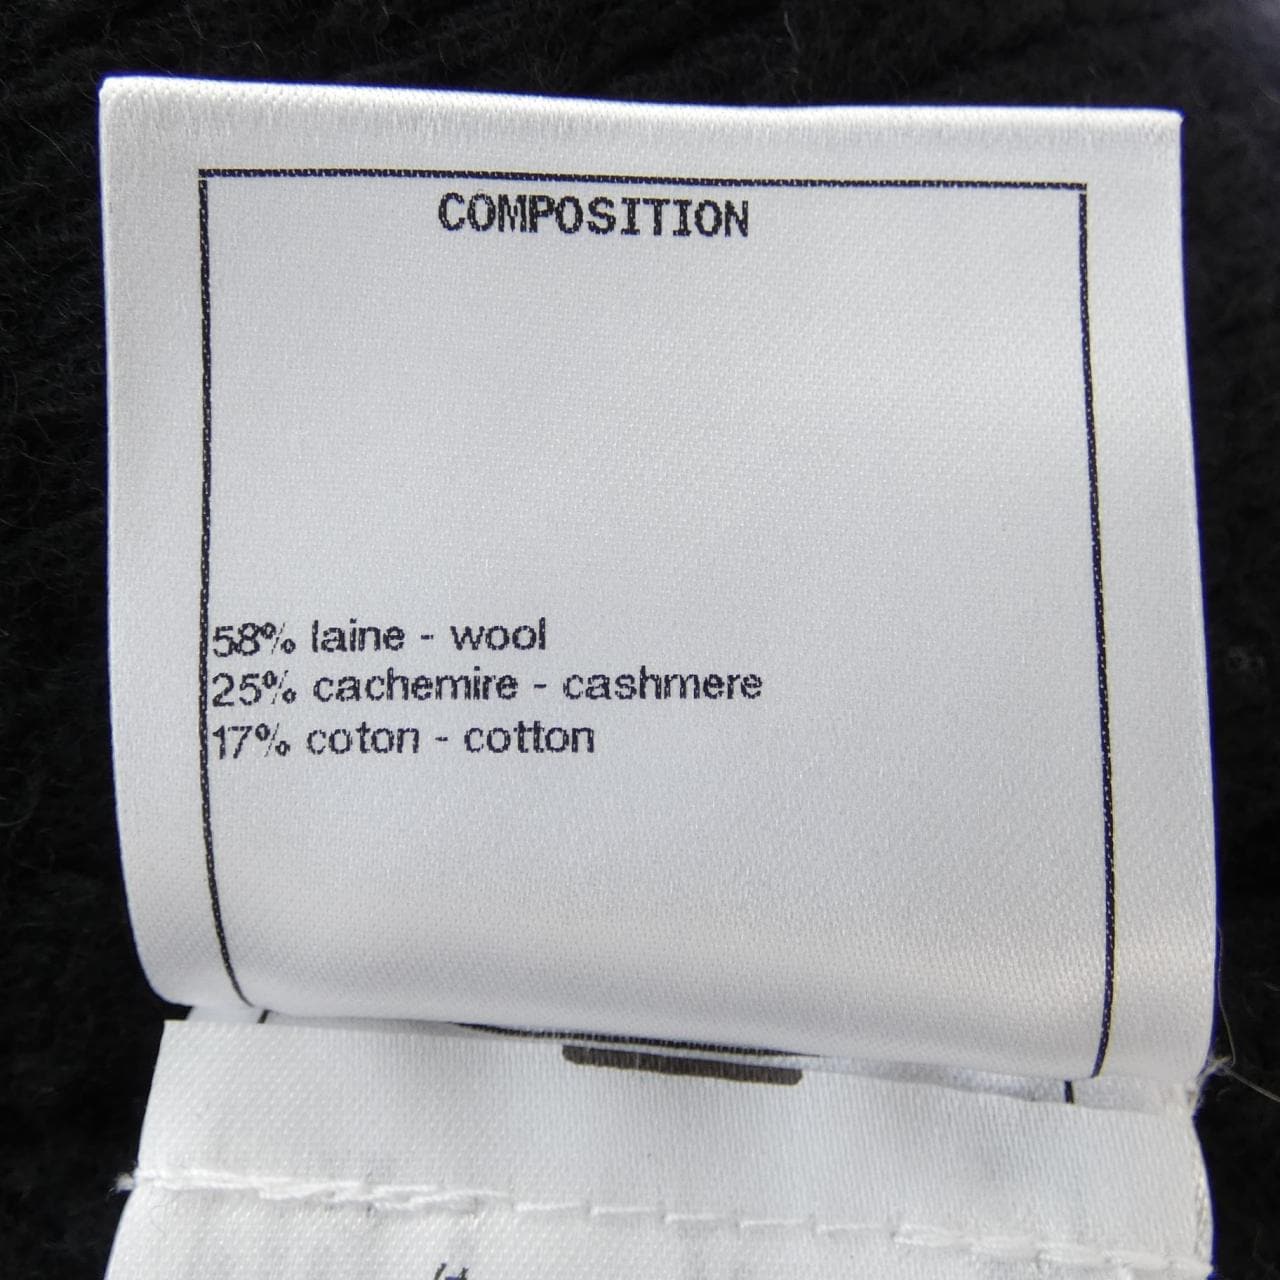 COMPOSITION
58% laine - wool
25% cachemire - cashmere
17% coton - cotton